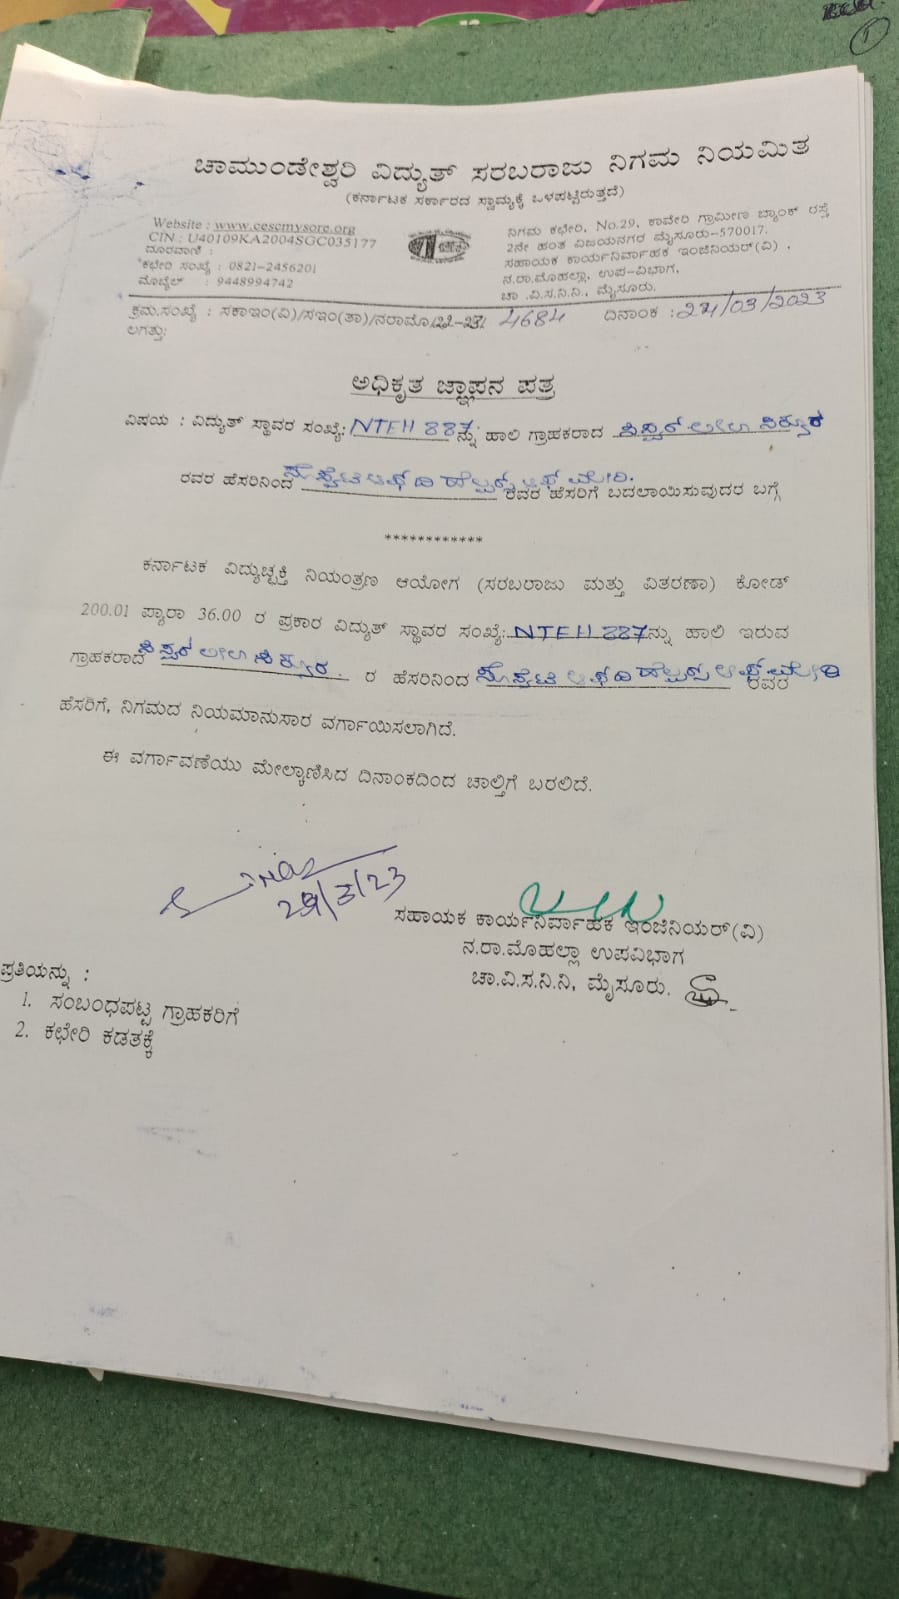 ಚಾಮುಂಡೇಶ್ವರಿ ವಿದ್ಯುತ್ ಸರಬರಾಜು ನಿಗಮ ನಿಯಮಿತ
(ಕರ್ನಾಟಕ ಸರ್ಕಾರದ ಸ್ವಾಮ್ಯಕ್ಕೆ ಒಳಪಟ್ಟಿರುತ್ತದೆ)
Website : www.cescmysore.org
CIN : U40109KA2004SGC035177
ದೂರವಾಣಿ :
ಕಛೇರಿ ಸಂಖ್ಯೆ : 0821-2456201
ಮೊಬೈಲ್ : 9448994742
ನಿಗಮ ಕಛೇರಿ, No.29, ಕಾವೇರಿ ಗ್ರಾಮೀಣ ಬ್ಯಾಂಕ್ ರಸ್ತೆ
2ನೇ ಹಂತ ವಿಜಯನಗರ ಮೈಸೂರು-570017.
ಸಹಾಯಕ ಕಾರ್ಯನಿರ್ವಾಹಕ ಇಂಜಿನಿಯರ್(ವಿ) ,
ನ.ರಾ.ಮೊಹಲ್ಲಾ, ಉಪ-ವಿಭಾಗ,
ಚಾ .ವಿ.ಸ.ನಿ.ನಿ., ಮೈಸೂರು.
ಕ್ರಮ.ಸಂಖ್ಯೆ : ಸಕಾಇಂ(ವಿ)/ಸಇಂ(ತಾ)/ನರಾಮೊ/22-23/ 4684 ದಿನಾಂಕ :24/03/2023
ಲಗತ್ತು:
ಅಧಿಕೃತ ಜ್ಞಾಪನ ಪತ್ರ
ವಿಷಯ : ವಿದ್ಯುತ್ ಸ್ಥಾವರ ಸಂಖ್ಯೆ: NTEH 887ನ್ನು ಹಾಲಿ ಗ್ರಾಹಕರಾದ
ರವರ ಹೆಸರಿನಿಂದ ರವರ ಹೆಸರಿಗೆ ಬದಲಾಯಿಸುವುದರ ಬಗ್ಗೆ
************
ಕರ್ನಾಟಕ ವಿದ್ಯುಚ್ಛಕ್ತಿ ನಿಯಂತ್ರಣ ಆಯೋಗ (ಸರಬರಾಜು ಮತ್ತು ವಿತರಣಾ) ಕೋಡ್
200.01 ಪ್ಯಾರಾ 36.00 ರ ಪ್ರಕಾರ ವಿದ್ಯುತ್ ಸ್ಥಾವರ ಸಂಖ್ಯೆ: NTEH 887ನ್ನು ಹಾಲಿ ಇರುವ
ಗ್ರಾಹಕರಾದ ರ ಹೆಸರಿನಿಂದ ರವರ
ಹೆಸರಿಗೆ, ನಿಗಮದ ನಿಯಮಾನುಸಾರ ವರ್ಗಾಯಿಸಲಾಗಿದೆ.
ಈ ವರ್ಗಾವಣೆಯು ಮೇಲ್ಕಾಣಿಸಿದ ದಿನಾಂಕದಿಂದ ಚಾಲ್ತಿಗೆ ಬರಲಿದೆ.
ಸಹಾಯಕ ಕಾರ್ಯನಿರ್ವಾಹಕ ಇಂಜಿನಿಯರ್(ವಿ)
ನ.ರಾ.ಮೊಹಲ್ಲಾ ಉಪವಿಭಾಗ
ಚಾ.ವಿ.ಸ.ನಿ.ನಿ, ಮೈಸೂರು.
ಪ್ರತಿಯನ್ನು :
1. ಸಂಬಂಧಪಟ್ಟ ಗ್ರಾಹಕರಿಗೆ
2. ಕಛೇರಿ ಕಡತಕ್ಕೆ